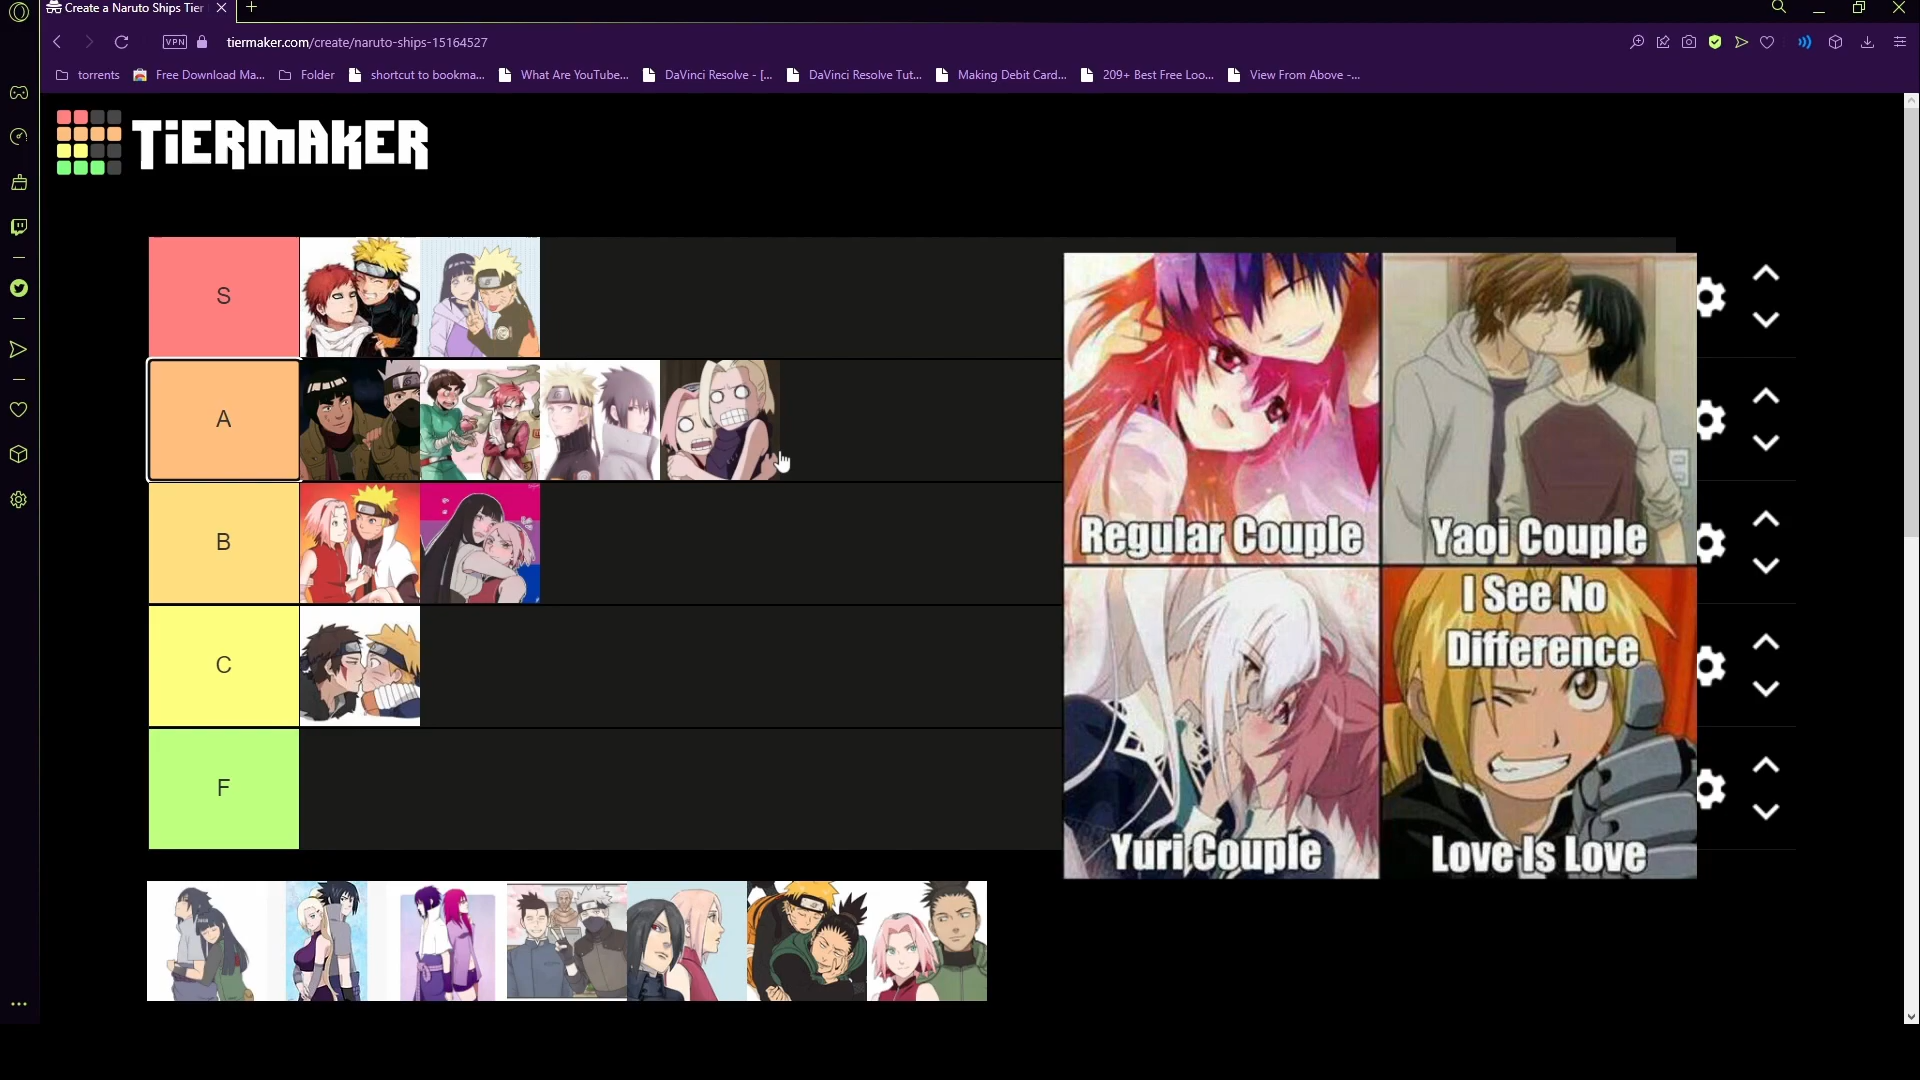 Create a Naruto Ships Tier
VPN
tiermaker.com/create/naruto-ships-15164527
torrents
Free Download Ma...
Folder
shortcut to bookma...
What Are YouTube...
DaVinci Resolve - [...
DaVinci Resolve Tut...
Making Debit Card...
209+ Best Free Loo...
View From Above -...
TiERMAKER
S
A
B
C
F
Regular Couple
Yaoi Couple
Yuri Couple
I See No
Difference
Love Is Love